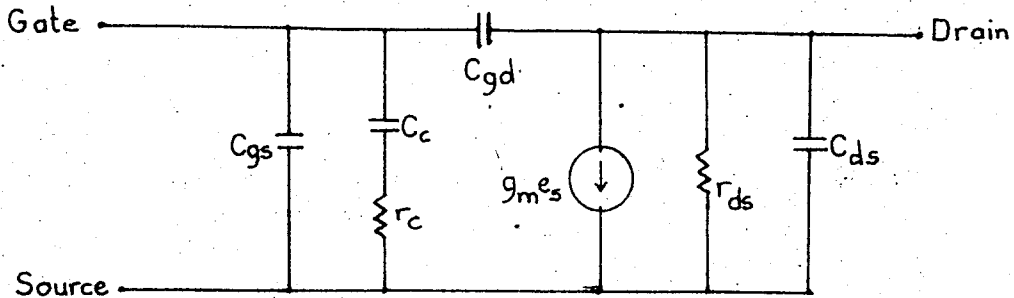 Gate
Drain
Cgd
Cgs
Cc
rc
gmes
rds
Cds
Source